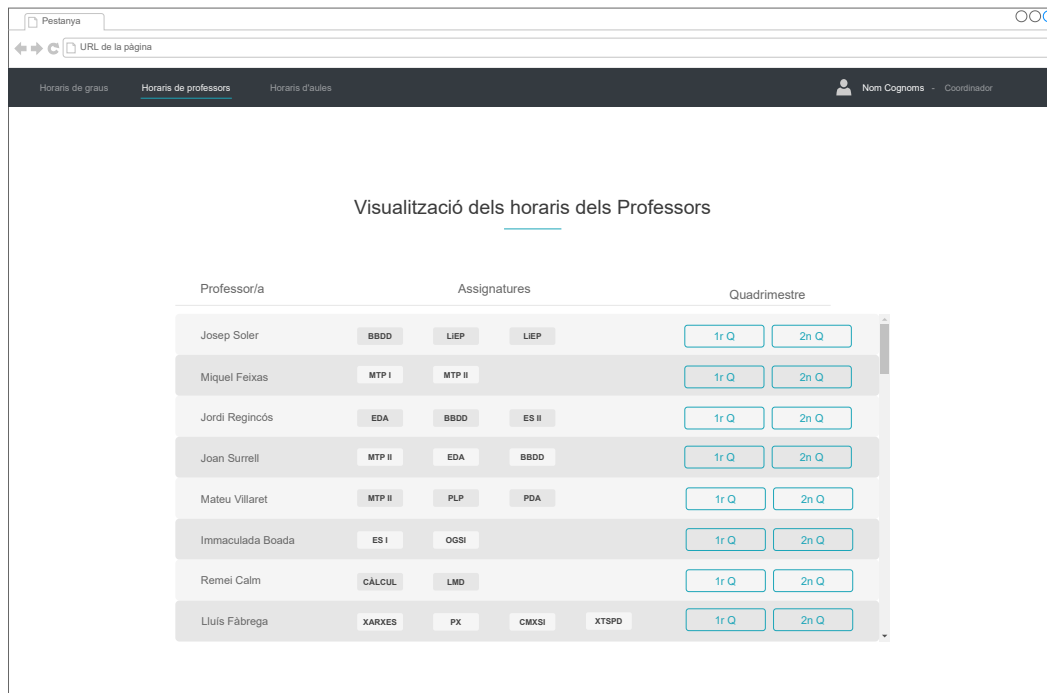 Pestanya
URL de la pàgina
Horaris de graus Horaris de professors Horaris d'aules Nom Cognoms - Coordinador
Visualització dels horaris dels Professors
Professor/a Assignatures Quadrimestre
Josep Soler BBDD LiEP LiEP 1r Q 2n Q
Miquel Feixas MTP I MTP II 1r Q 2n Q
Jordi Regincós EDA BBDD ES II 1r Q 2n Q
Joan Surrell MTP II EDA BBDD 1r Q 2n Q
Mateu Villaret MTP II PLP PDA 1r Q 2n Q
Immaculada Boada ES I OGSI 1r Q 2n Q
Remei Calm CÀLCUL LMD 1r Q 2n Q
Lluís Fàbrega XARXES PX CMXSI XTSPD 1r Q 2n Q